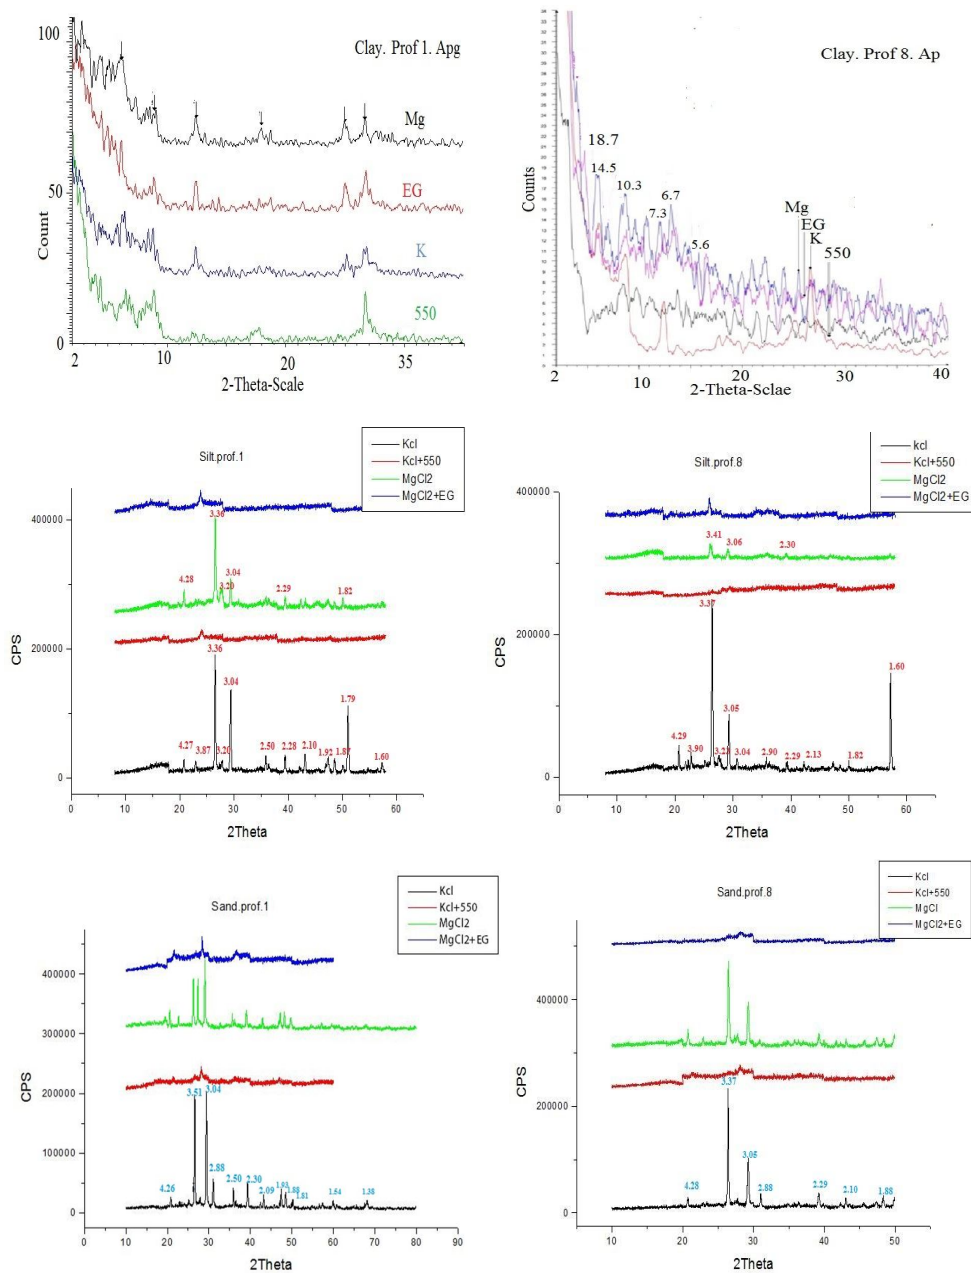 Clay. Prof 1. Apg
100
50
0
Count
Mg
EG
K
550
2
10
20
35
2-Theta-Scale
Clay. Prof 8. Ap
Counts
18.7
14.5
10.3
7.3
6.7
5.6
Mg
EG
K
550
2
10
20
30
40
2-Theta-Sclae
Silt.prof.1
Kcl
Kcl+550
MgCl2
MgCl2+EG
400000
200000
0
CPS
3.36
4.28
3.20
3.04
2.29
1.82
3.36
3.04
4.27
3.87
3.20
2.50
2.28
2.10
1.92
1.87
1.79
1.60
0
10
20
30
40
50
60
2Theta
Silt.prof.8
kcl
Kcl+550
MgCl2
MgCl2+EG
400000
200000
0
CPS
3.41
3.06
2.30
3.37
4.29
3.90
3.05
3.04
2.90
2.29
2.13
1.82
1.60
0
10
20
30
40
50
60
2Theta
Sand.prof.1
Kcl
Kcl+550
MgCl2
MgCl2+EG
400000
300000
200000
100000
0
CPS
3.51
3.04
4.26
2.88
2.50
2.30
2.09
1.93
1.88
1.81
1.54
1.38
0
10
20
30
40
50
60
70
80
90
2Theta
Sand.prof.8
Kcl
Kcl+550
MgCl
MgCl2+EG
400000
200000
0
CPS
3.37
4.28
3.05
2.88
2.29
2.10
1.88
10
20
30
40
50
2Theta